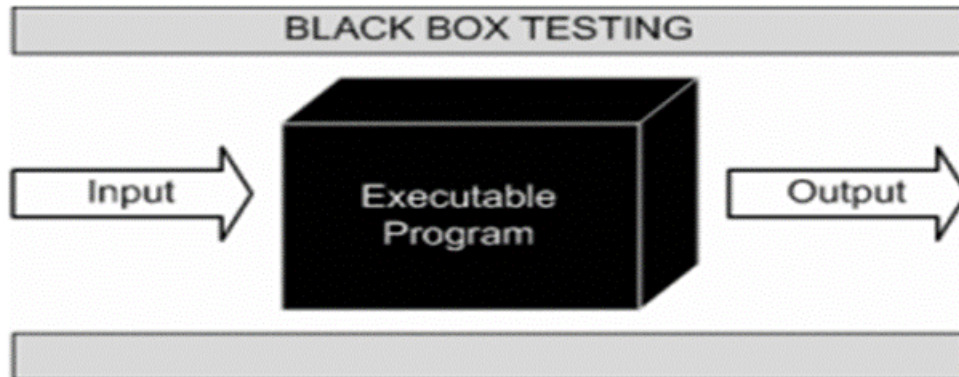 BLACK BOX TESTING
Input
Executable
Program
Output